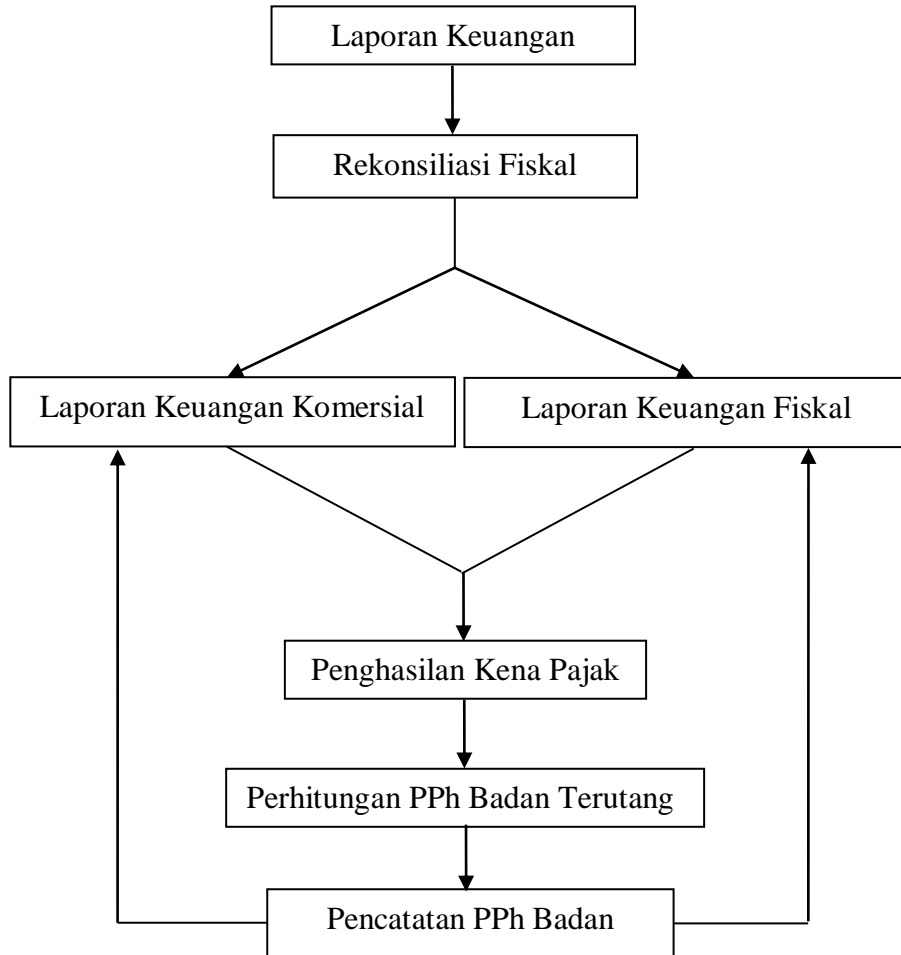 Laporan Keuangan
Rekonsiliasi Fiskal
Laporan Keuangan Komersial
Laporan Keuangan Fiskal
Penghasilan Kena Pajak
Perhitungan PPh Badan Terutang
Pencatatan PPh Badan